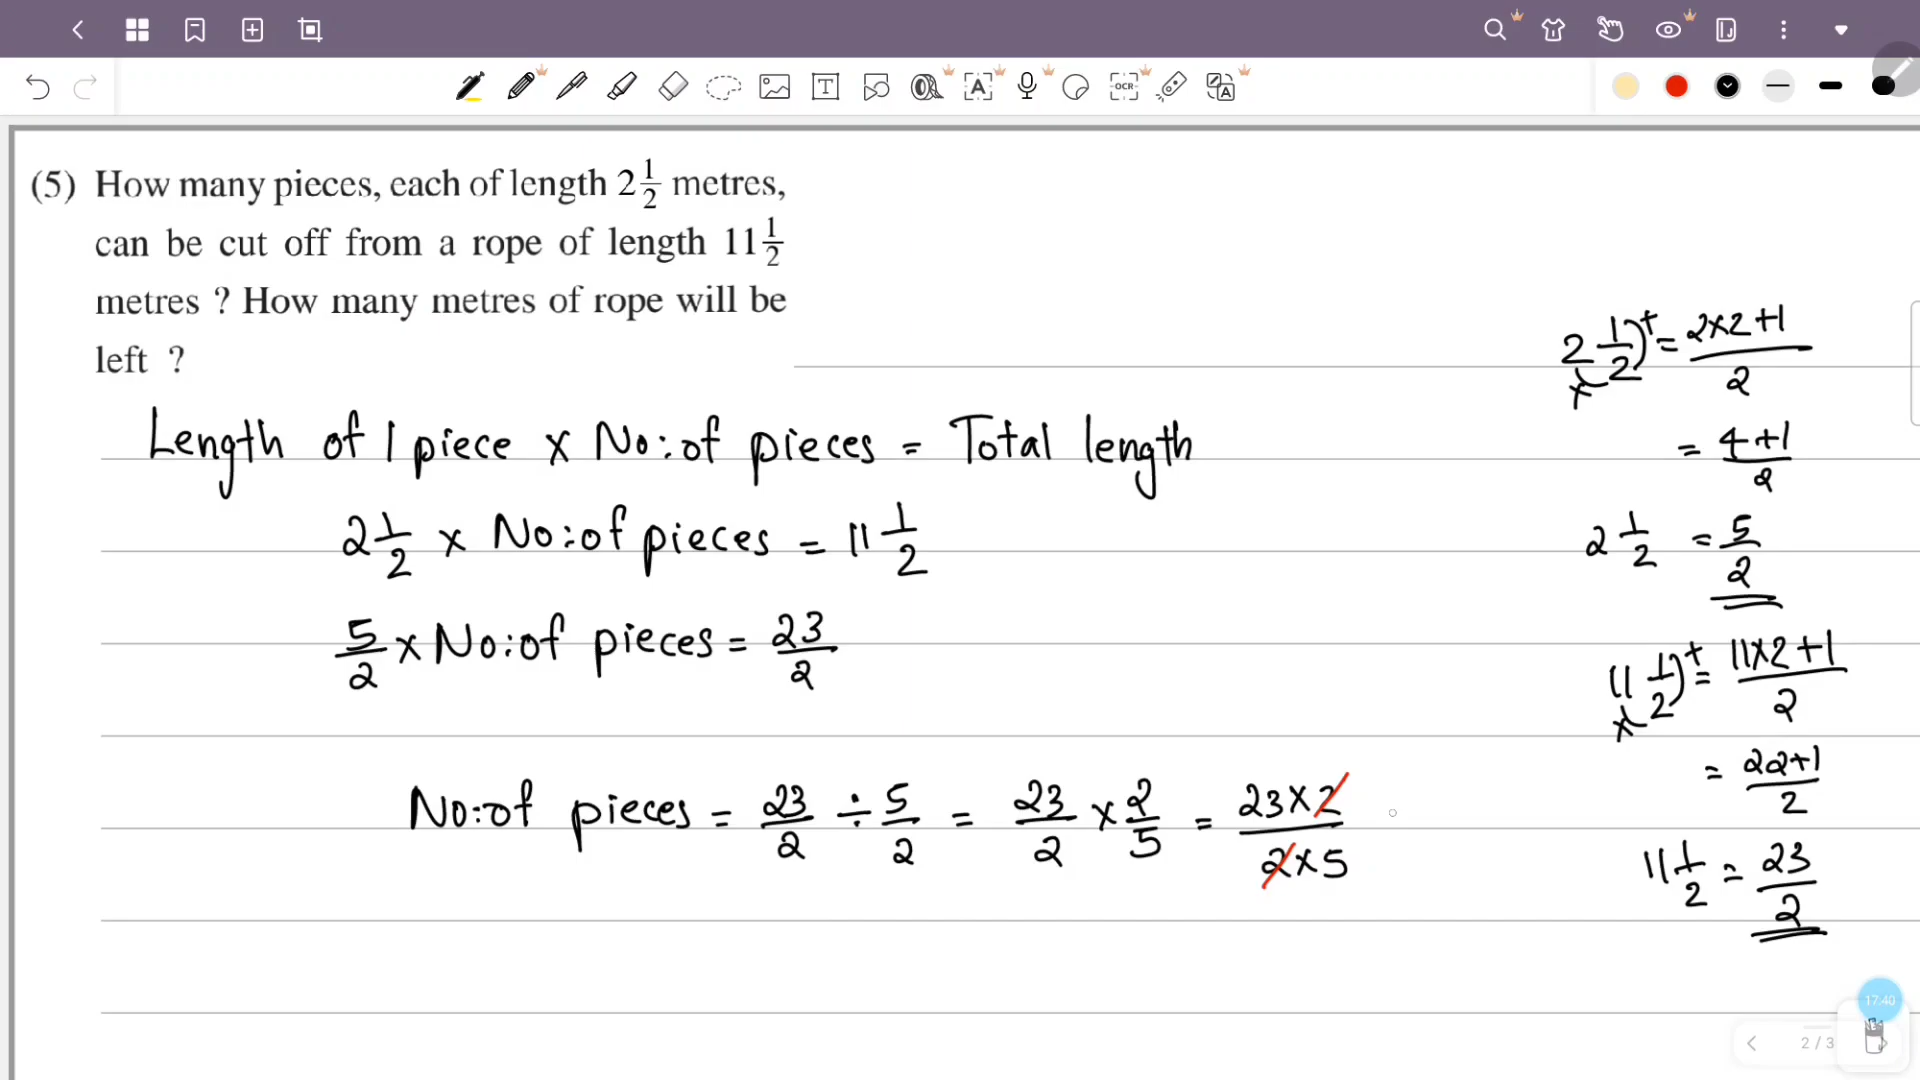 (5) How many pieces, each of length 2 1/2 metres,
can be cut off from a rope of length 11 1/2
metres ? How many metres of rope will be
left ?
Length of 1 piece x No:of pieces = Total length
2 1/2 x No:of pieces = 11 1/2
5/2 x No:of pieces = 23/2
No:of pieces = 23/2 ÷ 5/2 = 23/2 x 2/5 = 23x2/2x5
2 1/2 )+ x = 2x2+1/2
= 4+1/2
2 1/2 = 5/2
11 1/2 )+ x = 11x2+1/2
= 22+1/2
11 1/2 = 23/2
T
A
OCR
A
17:40
2 / 3